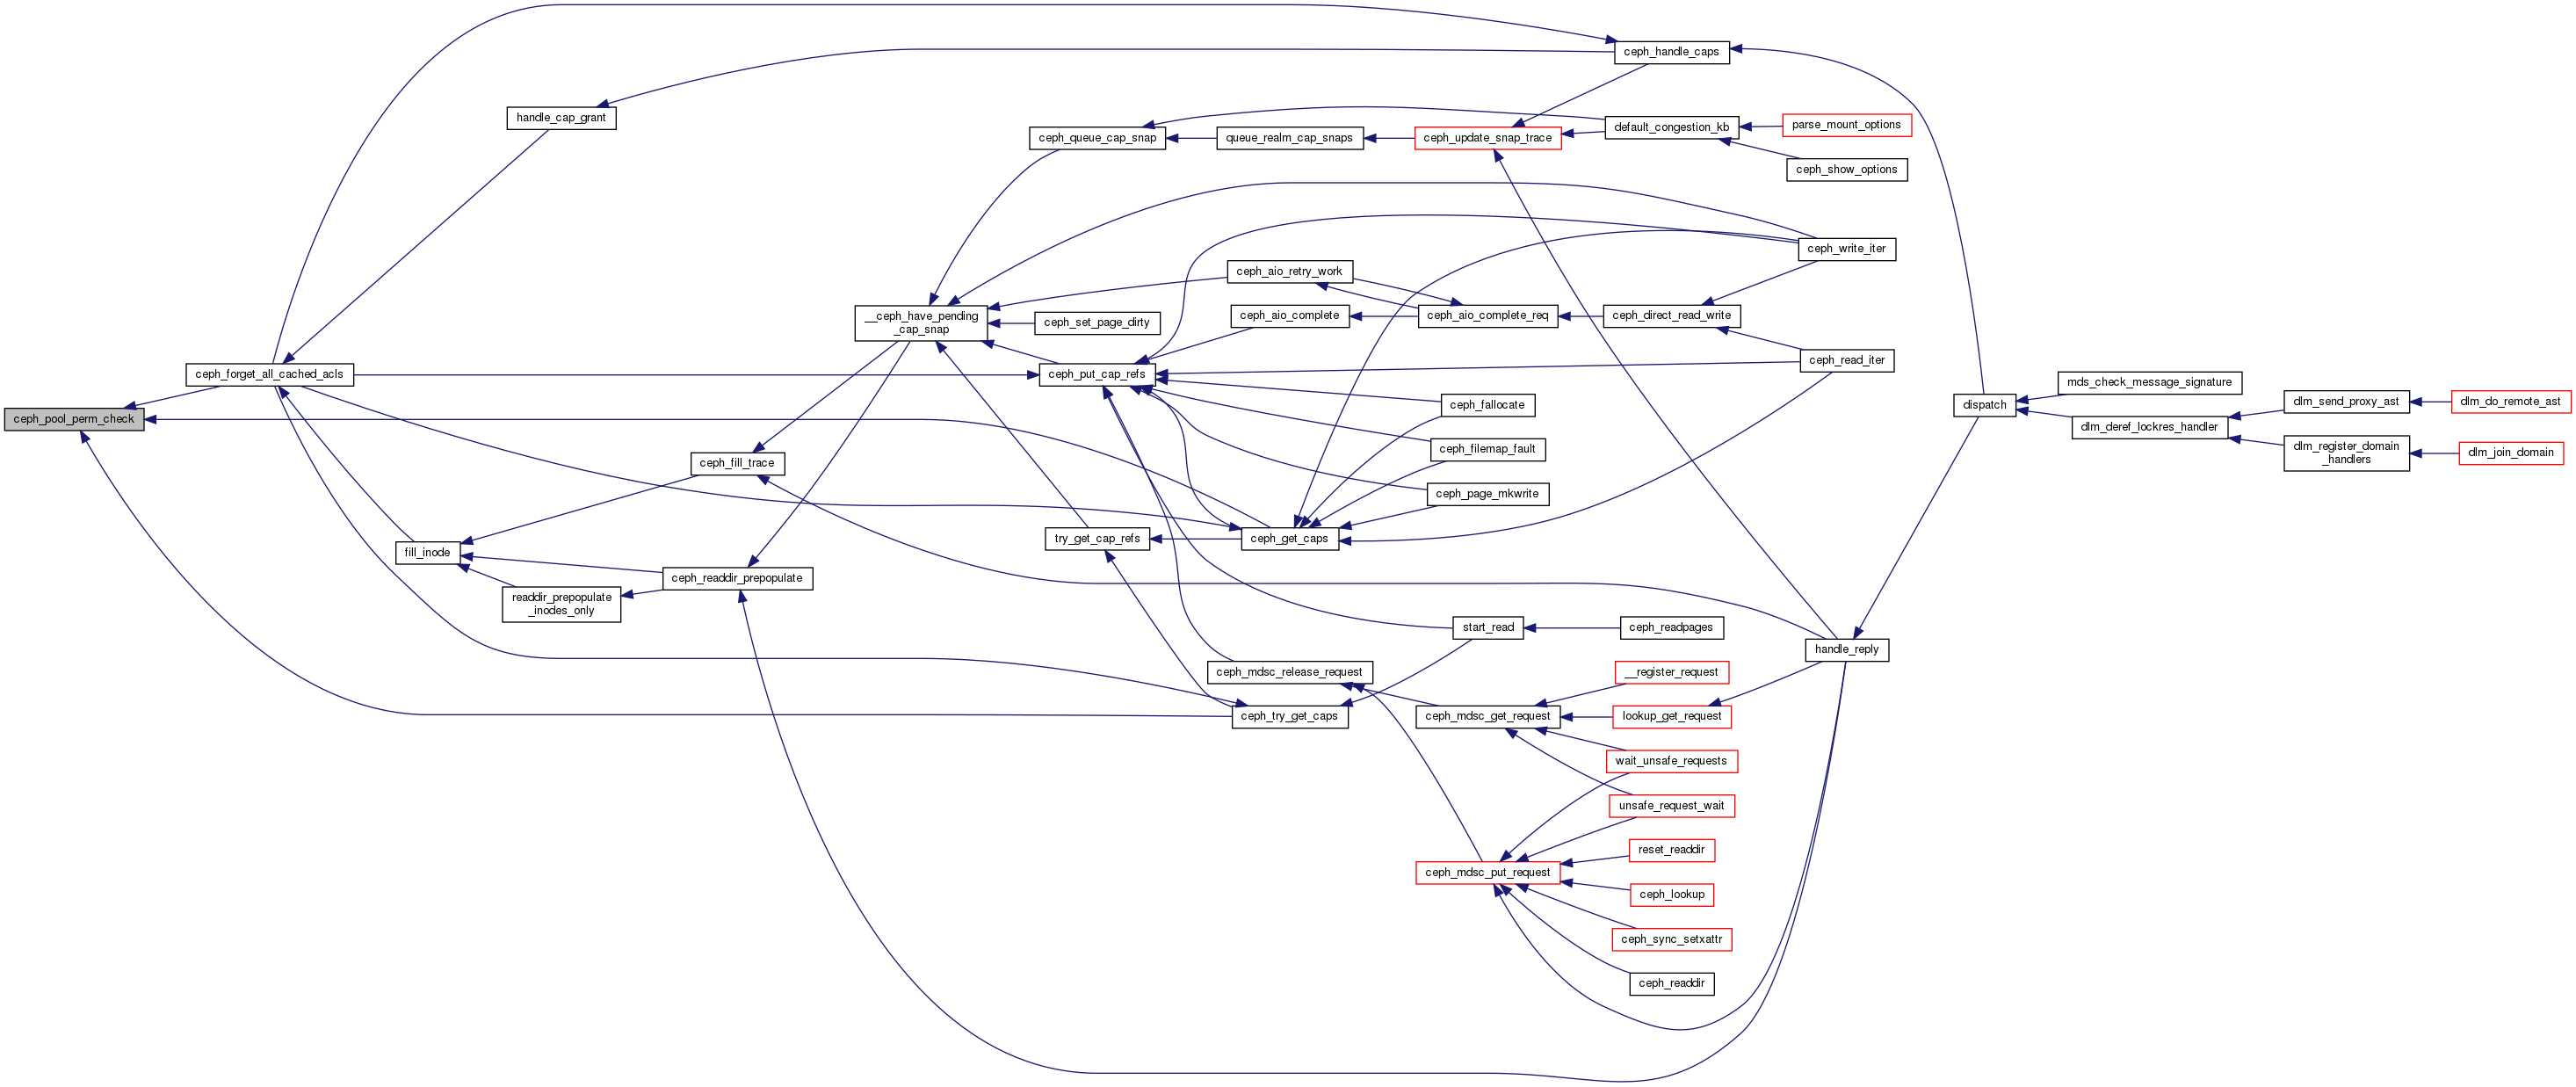 ceph_pool_perm_check
ceph_forget_all_cached_acls
handle_cap_grant
fill_inode
readdir_prepopulate
_inodes_only
ceph_fill_trace
ceph_readdir_prepopulate
__ceph_have_pending
_cap_snap
ceph_queue_cap_snap
ceph_set_page_dirty
ceph_put_cap_refs
try_get_cap_refs
queue_realm_cap_snaps
ceph_aio_retry_work
ceph_aio_complete
ceph_get_caps
ceph_mdsc_release_request
ceph_try_get_caps
ceph_update_snap_trace
ceph_aio_complete_req
ceph_fallocate
ceph_filemap_fault
ceph_page_mkwrite
start_read
ceph_mdsc_get_request
ceph_mdsc_put_request
ceph_handle_caps
default_congestion_kb
ceph_direct_read_write
ceph_readpages
__register_request
lookup_get_request
wait_unsafe_requests
unsafe_request_wait
reset_readdir
ceph_lookup
ceph_sync_setxattr
ceph_readdir
parse_mount_options
ceph_show_options
ceph_write_iter
ceph_read_iter
handle_reply
dispatch
mds_check_message_signature
dlm_deref_lockres_handler
dlm_send_proxy_ast
dlm_register_domain
_handlers
dlm_do_remote_ast
dlm_join_domain